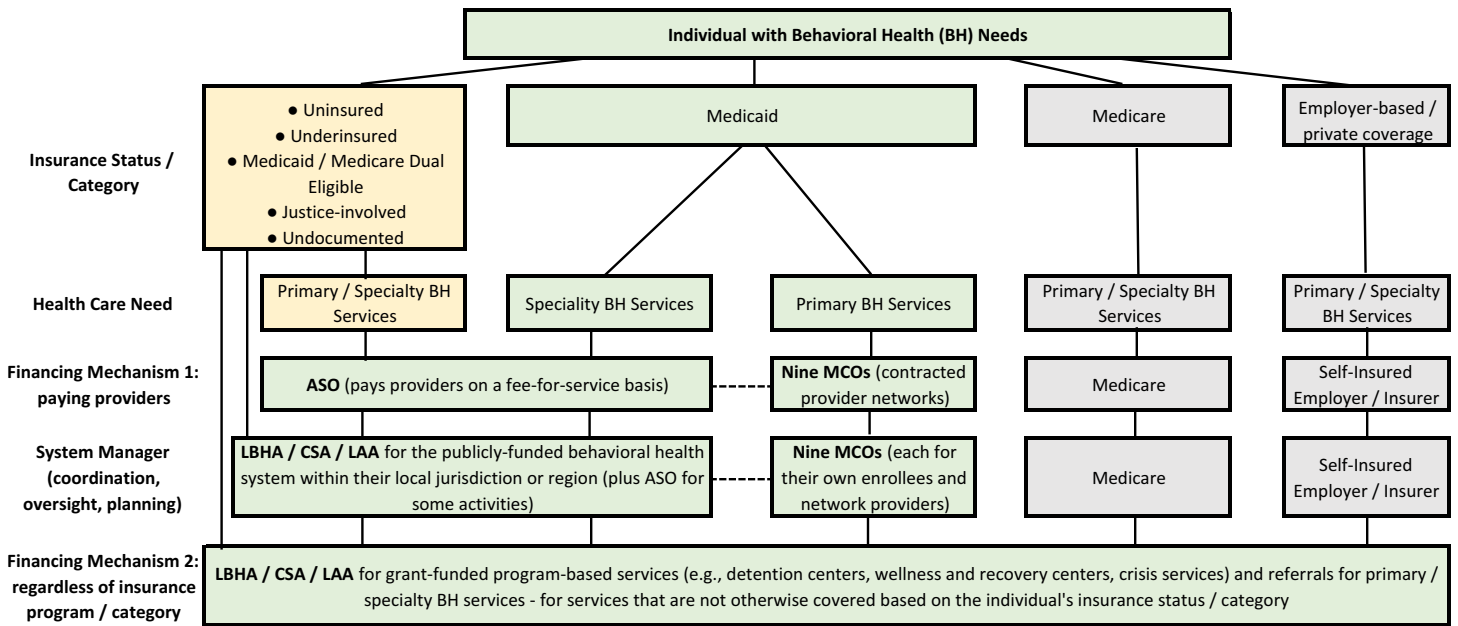 Individual with Behavioral Health (BH) Needs
Insurance Status /
Category
● Uninsured
● Underinsured
● Medicaid / Medicare Dual
Eligible
● Justice-involved
● Undocumented
Medicaid
Medicare
Employer-based /
private coverage
Health Care Need
Primary / Specialty BH
Services
Speciality BH Services
Primary BH Services
Primary / Specialty BH
Services
Primary / Specialty
BH Services
Financing Mechanism 1:
paying providers
ASO (pays providers on a fee-for-service basis)
Nine MCOs (contracted
provider networks)
Medicare
Self-Insured
Employer / Insurer
System Manager
(coordination,
oversight, planning)
LBHA / CSA / LAA for the publicly-funded behavioral health
system within their local jurisdiction or region (plus ASO for
some activities)
Nine MCOs (each for
their own enrollees and
network providers)
Medicare
Self-Insured
Employer / Insurer
Financing Mechanism 2:
regardless of insurance
program / category
LBHA / CSA / LAA for grant-funded program-based services (e.g., detention centers, wellness and recovery centers, crisis services) and referrals for primary /
specialty BH services - for services that are not otherwise covered based on the individual's insurance status / category